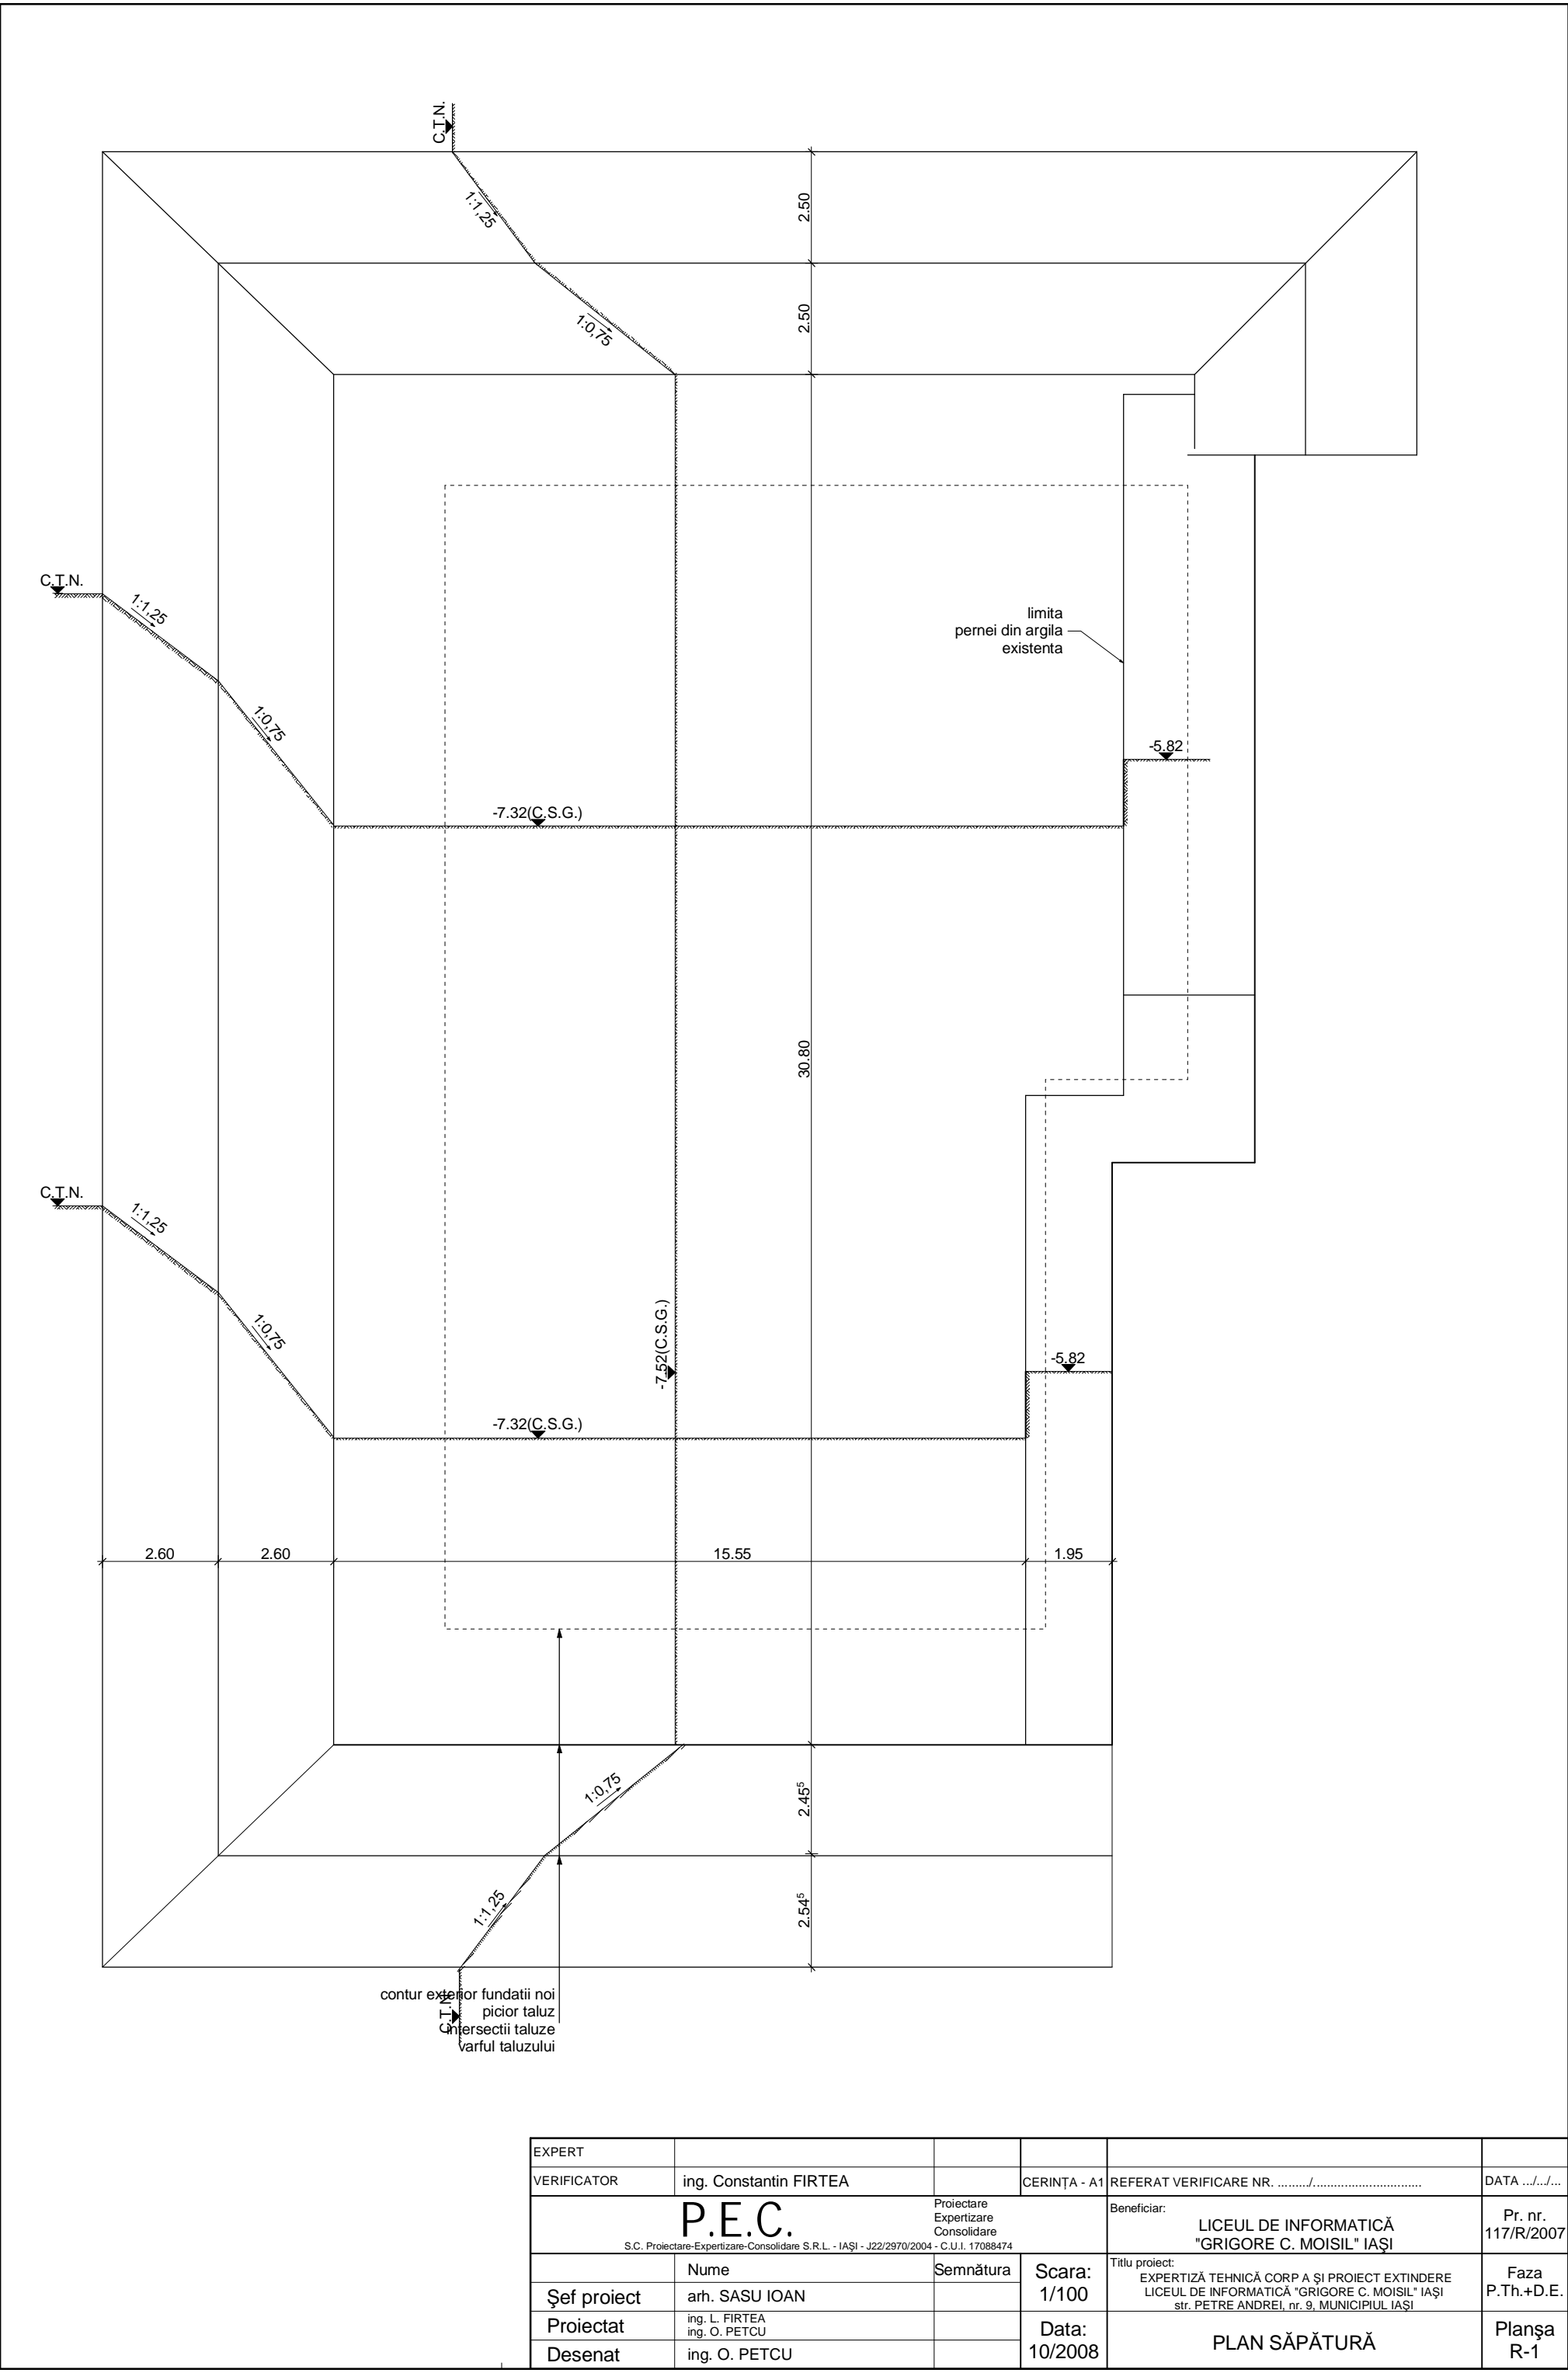 C.T.N.
1:1,25
2.50
1:0,75
2.50
C.T.N.
1:1,25
limita
pernei din argila
existenta
1:0,75
-5.82
-7.32(C.S.G.)
30.80
C.T.N.
1:1,25
1:0,75
-7.52(C.S.G.)
-5.82
-7.32(C.S.G.)
2.60
2.60
15.55
1.95
1:0,75
2.45⁵
1:1,25
2.54⁵
contur exterior fundatii noi
picior taluz
C.T.N.
intersectii taluze
varful taluzului
EXPERT
VERIFICATOR
ing. Constantin FIRTEA
CERINȚA - A1
REFERAT VERIFICARE NR. ........./..................................
DATA .../.../...
P.E.C.
Proiectare
Expertizare
Consolidare
S.C. Proiectare-Expertizare-Consolidare S.R.L. - IAŞI - J22/2970/2004 - C.U.I. 17088474
Beneficiar:
LICEUL DE INFORMATICĂ
"GRIGORE C. MOISIL" IAŞI
Pr. nr.
117/R/2007
Nume
Semnătura
Scara:
1/100
Titlu proiect:
EXPERTIZĂ TEHNICĂ CORP A ŞI PROIECT EXTINDERE
LICEUL DE INFORMATICĂ "GRIGORE C. MOISIL" IAŞI
str. PETRE ANDREI, nr. 9, MUNICIPIUL IAŞI
Faza
P.Th.+D.E.
Şef proiect
arh. SASU IOAN
Proiectat
ing. L. FIRTEA
ing. O. PETCU
Data:
10/2008
PLAN SĂPĂTURĂ
Planşa
R-1
Desenat
ing. O. PETCU